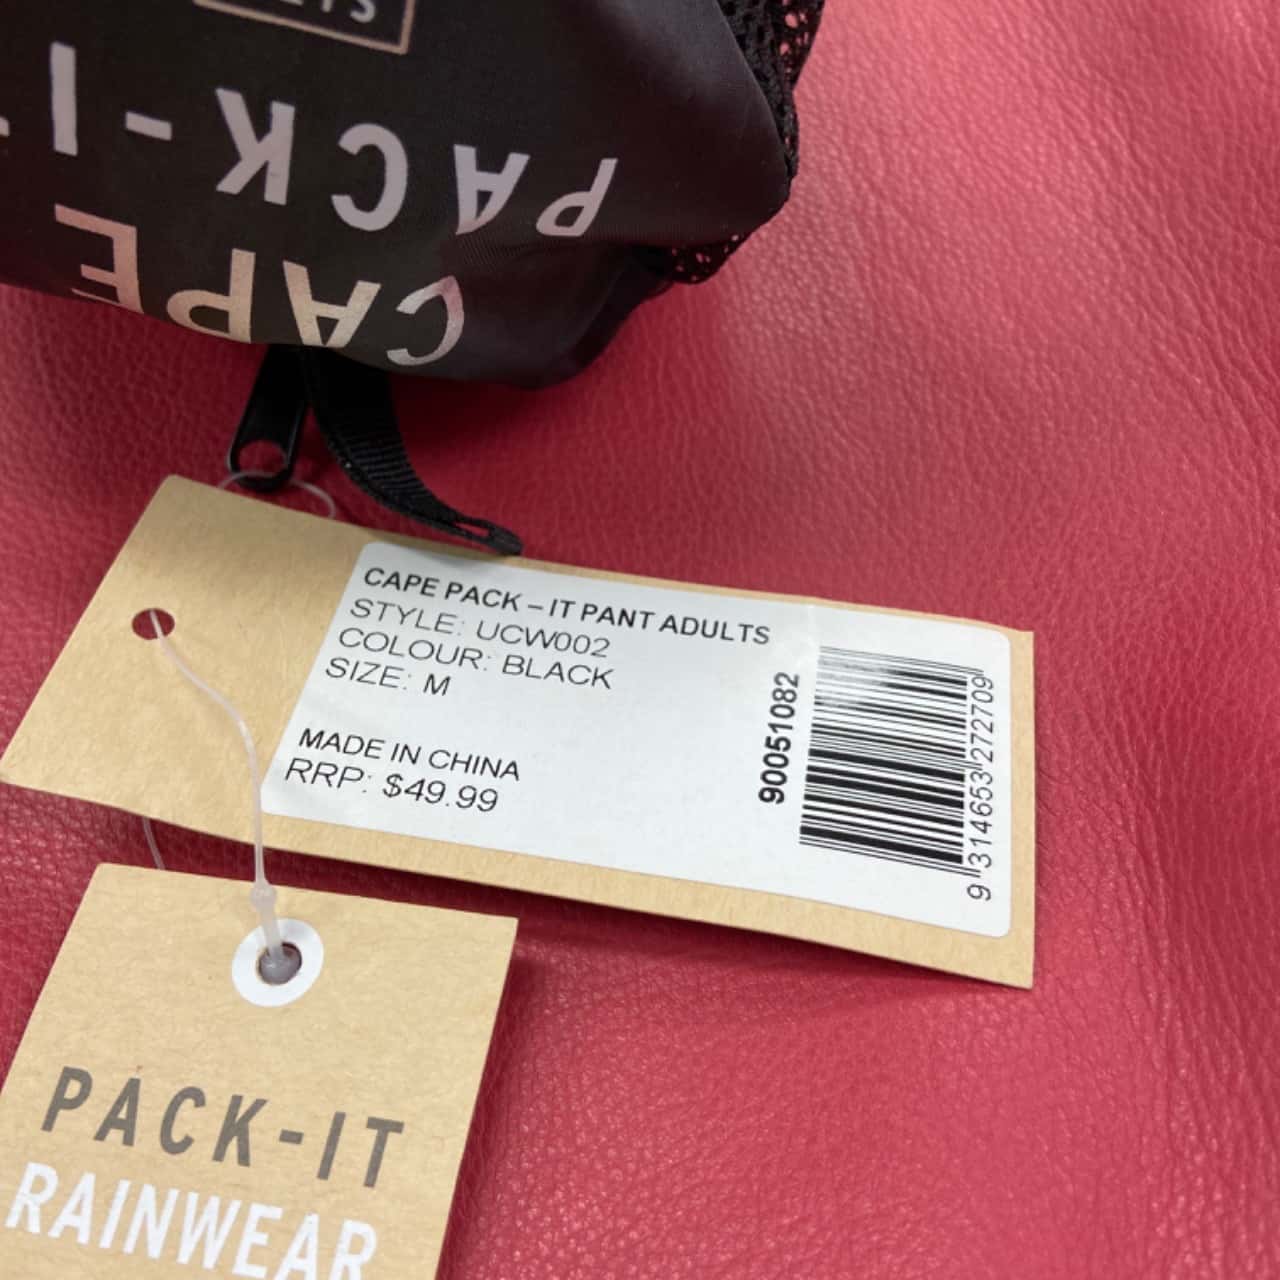 PACK-IT
CAPE
CAPE PACK – IT PANT ADULTS
STYLE: UCW002
COLOUR: BLACK
SIZE: M
MADE IN CHINA
RRP: $49.99
90051082
9 314653 272709
PACK-IT
RAINWEAR